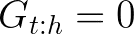 G_{t:h} = 0